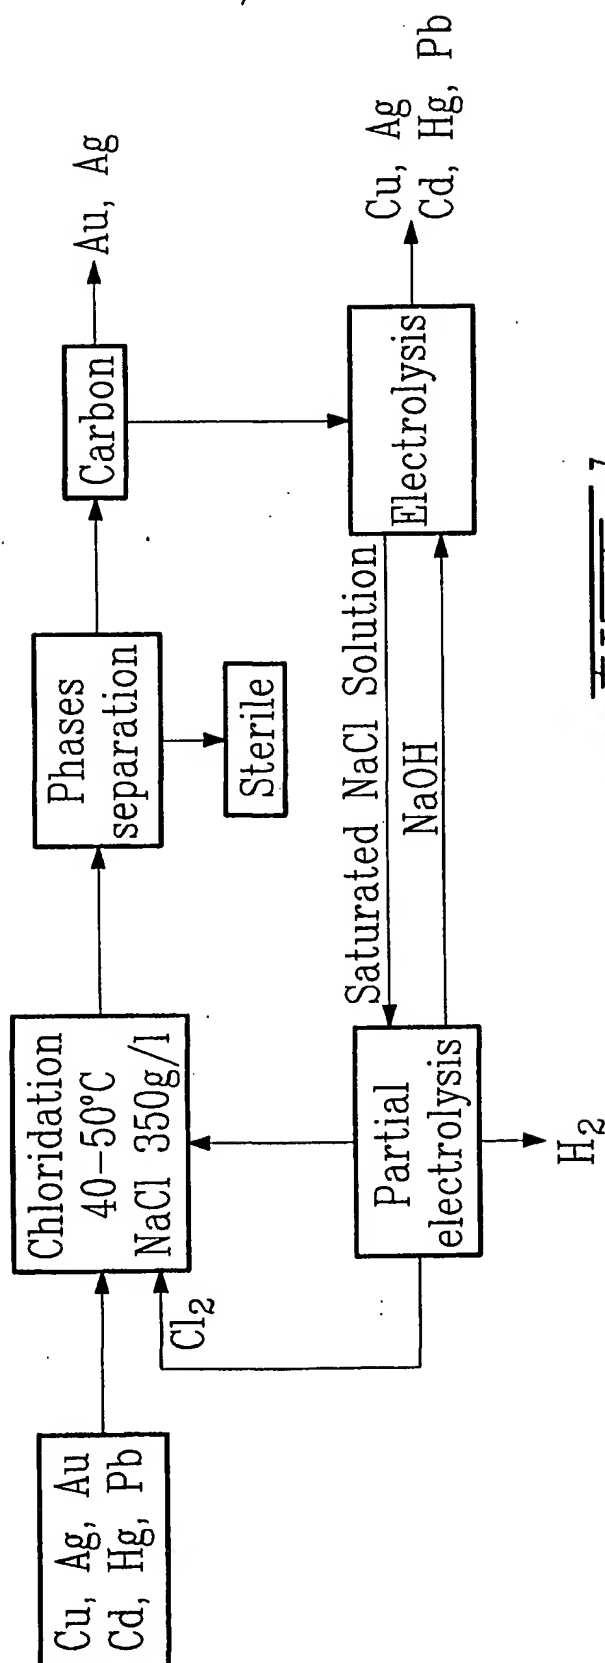 Cu, Ag, Au
Cd, Hg, Pb
Chloridation
40-50°C
NaCl 350g/l
Cl₂
Phases
separation
Sterile
Carbon
Au, Ag
Partial
electrolysis
H₂
Saturated NaCl Solution
NaOH
Electrolysis
Cu, Ag
Cd, Hg, Pb